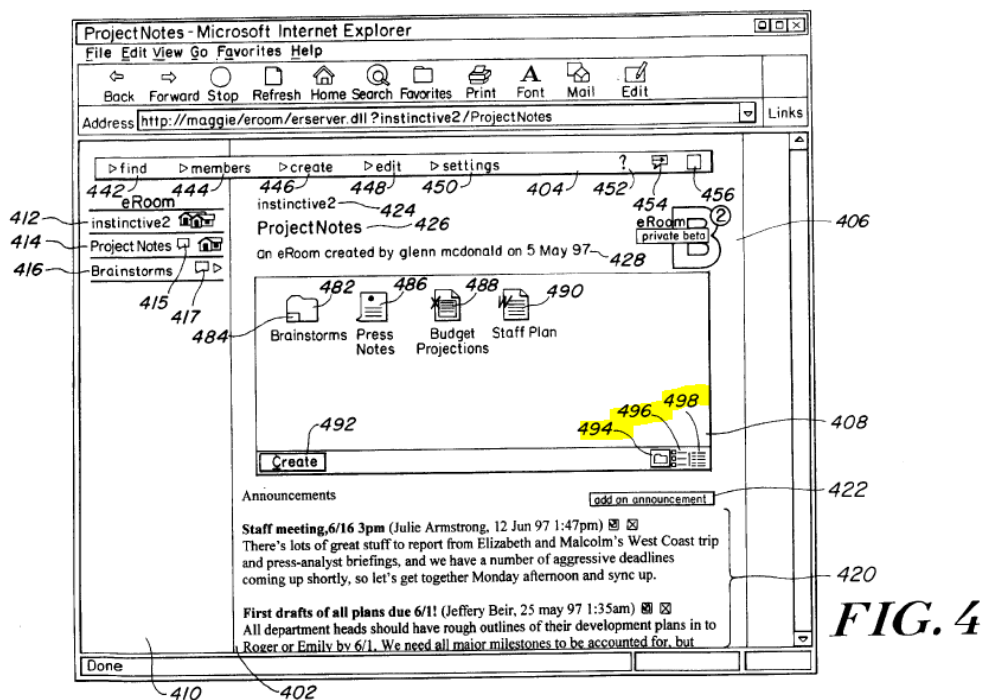 ProjectNotes - Microsoft Internet Explorer
File Edit View Go Favorites Help
Back Forward Stop Refresh Home Search Favorites Print Font Mail Edit
Address http://maggie/eroom/erserver.dll?instinctive2/ProjectNotes Links
▷find ▷members ▷create ▷edit ▷settings ?
442 444 446 448 450 404 452 454 456
eRoom
412 instinctive2
414 Project Notes
416 Brainstorms
415 417
instinctive2 424
ProjectNotes 426
eRoom 2
private beta
B
406
an eRoom created by glenn mcdonald on 5 May 97 428
482 486 488 490
484 Brainstorms Press Notes Budget Projections Staff Plan
X W
494 496 498 408
492
Create
Announcements add an announcement 422
Staff meeting,6/16 3pm (Julie Armstrong, 12 Jun 97 1:47pm)
There's lots of great stuff to report from Elizabeth and Malcolm's West Coast trip
and press-analyst briefings, and we have a number of aggressive deadlines
coming up shortly, so let's get together Monday afternoon and sync up.
420
First drafts of all plans due 6/1! (Jeffery Beir, 25 may 97 1:35am)
All department heads should have rough outlines of their development plans in to
Roger or Emily by 6/1. We need all major milestones to be accounted for, but
Done
410 402
FIG. 4